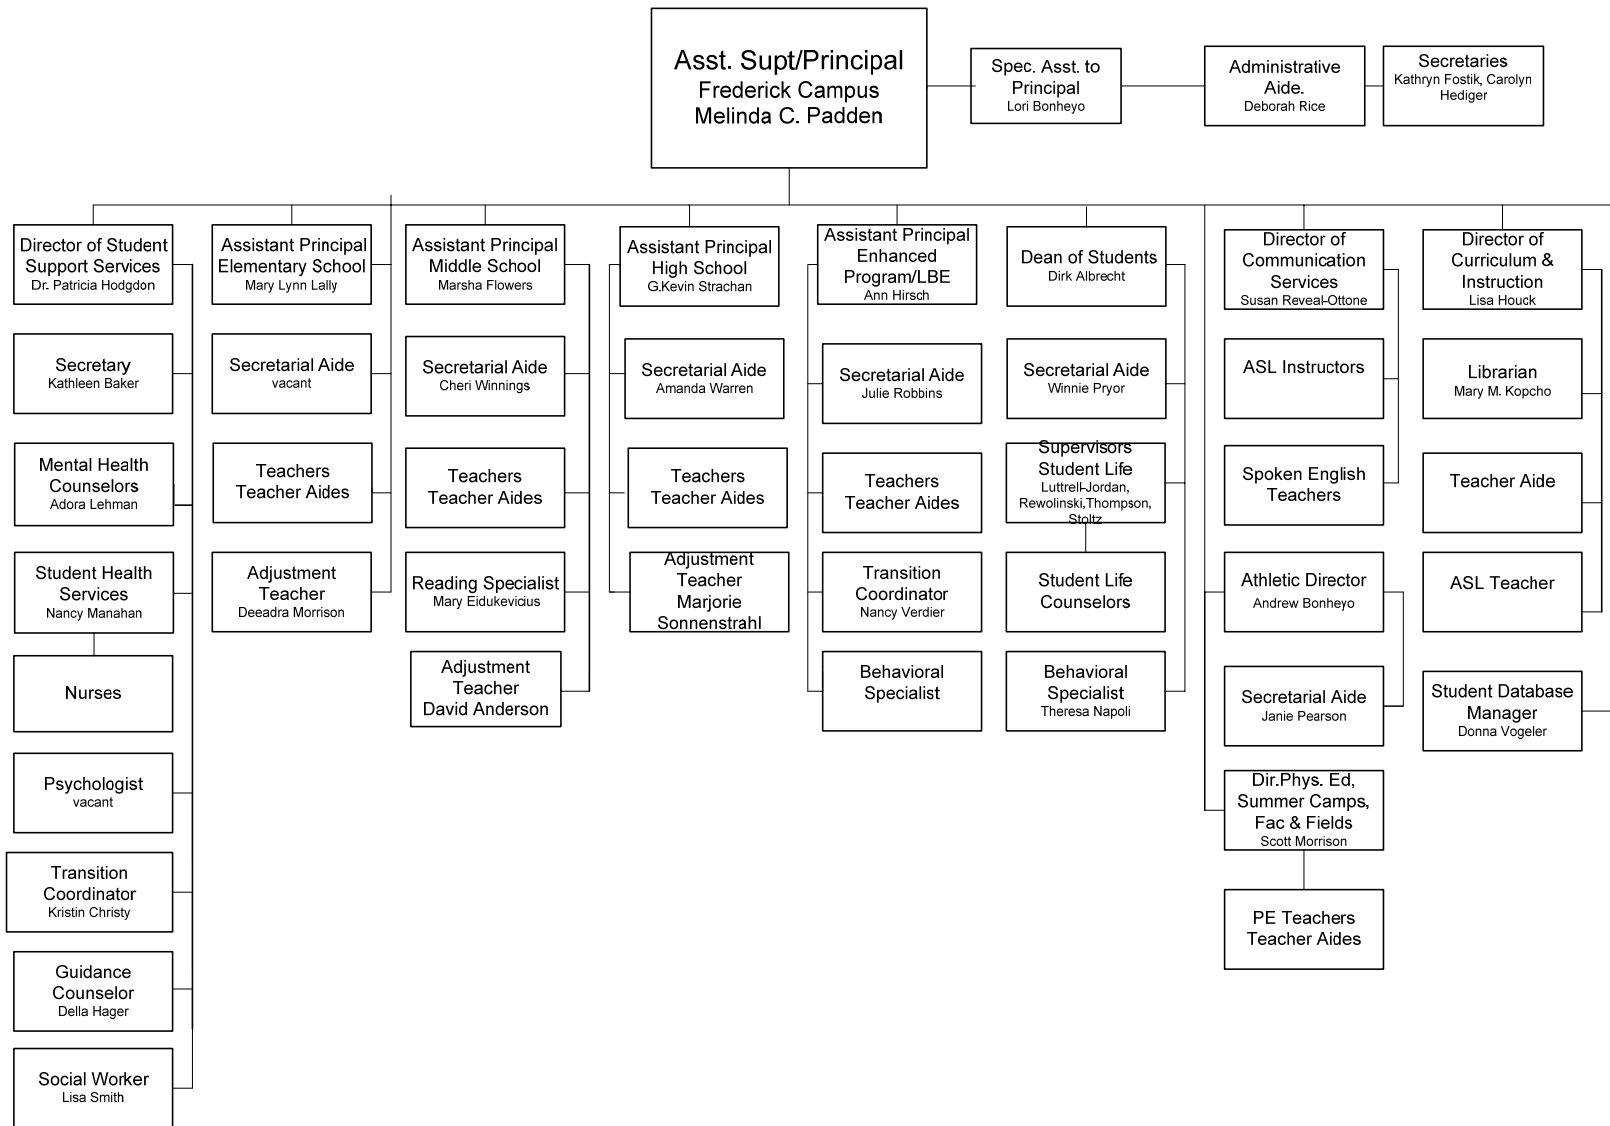 Asst. Supt/Principal
Frederick Campus
Melinda C. Padden
Spec. Asst. to
Principal
Lori Bonheyo
Administrative
Aide.
Deborah Rice
Secretaries
Kathryn Fostik, Carolyn
Hediger
Director of Student
Support Services
Dr. Patricia Hodgdon
Secretary
Kathleen Baker
Mental Health
Counselors
Adora Lehman
Student Health
Services
Nancy Manahan
Nurses
Psychologist
vacant
Transition
Coordinator
Kristin Christy
Guidance
Counselor
Della Hager
Social Worker
Lisa Smith
Assistant Principal
Elementary School
Mary Lynn Lally
Secretarial Aide
vacant
Teachers
Teacher Aides
Adjustment
Teacher
Deeadra Morrison
Assistant Principal
Middle School
Marsha Flowers
Secretarial Aide
Cheri Winnings
Teachers
Teacher Aides
Reading Specialist
Mary Eidukevicius
Adjustment
Teacher
David Anderson
Assistant Principal
High School
G.Kevin Strachan
Secretarial Aide
Amanda Warren
Teachers
Teacher Aides
Adjustment
Teacher
Marjorie
Sonnenstrahl
Assistant Principal
Enhanced
Program/LBE
Ann Hirsch
Secretarial Aide
Julie Robbins
Teachers
Teacher Aides
Transition
Coordinator
Nancy Verdier
Behavioral
Specialist
Dean of Students
Dirk Albrecht
Secretarial Aide
Winnie Pryor
Supervisors
Student Life
Luttrell-Jordan,
Rewolinski,Thompson,
Stoltz
Student Life
Counselors
Behavioral
Specialist
Theresa Napoli
Director of
Communication
Services
Susan Reveal-Ottone
ASL Instructors
Spoken English
Teachers
Athletic Director
Andrew Bonheyo
Secretarial Aide
Janie Pearson
Dir.Phys. Ed,
Summer Camps,
Fac & Fields
Scott Morrison
PE Teachers
Teacher Aides
Director of
Curriculum &
Instruction
Lisa Houck
Librarian
Mary M. Kopcho
Teacher Aide
ASL Teacher
Student Database
Manager
Donna Vogeler